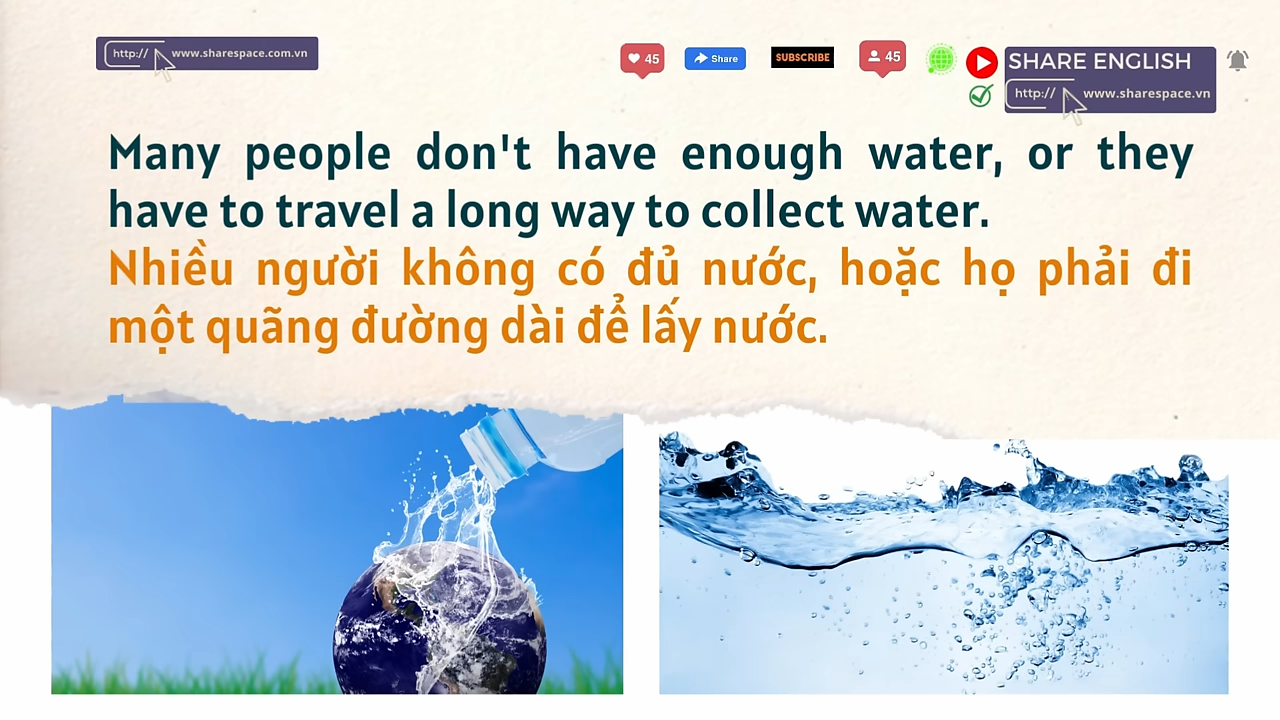 http:// www.sharespace.com.vn
45 Share SUBSCRIBE 45 SHARE ENGLISH
http:// www.sharespace.vn
Many people don't have enough water, or they
have to travel a long way to collect water.
Nhiều người không có đủ nước, hoặc họ phải đi
một quãng đường dài để lấy nước.